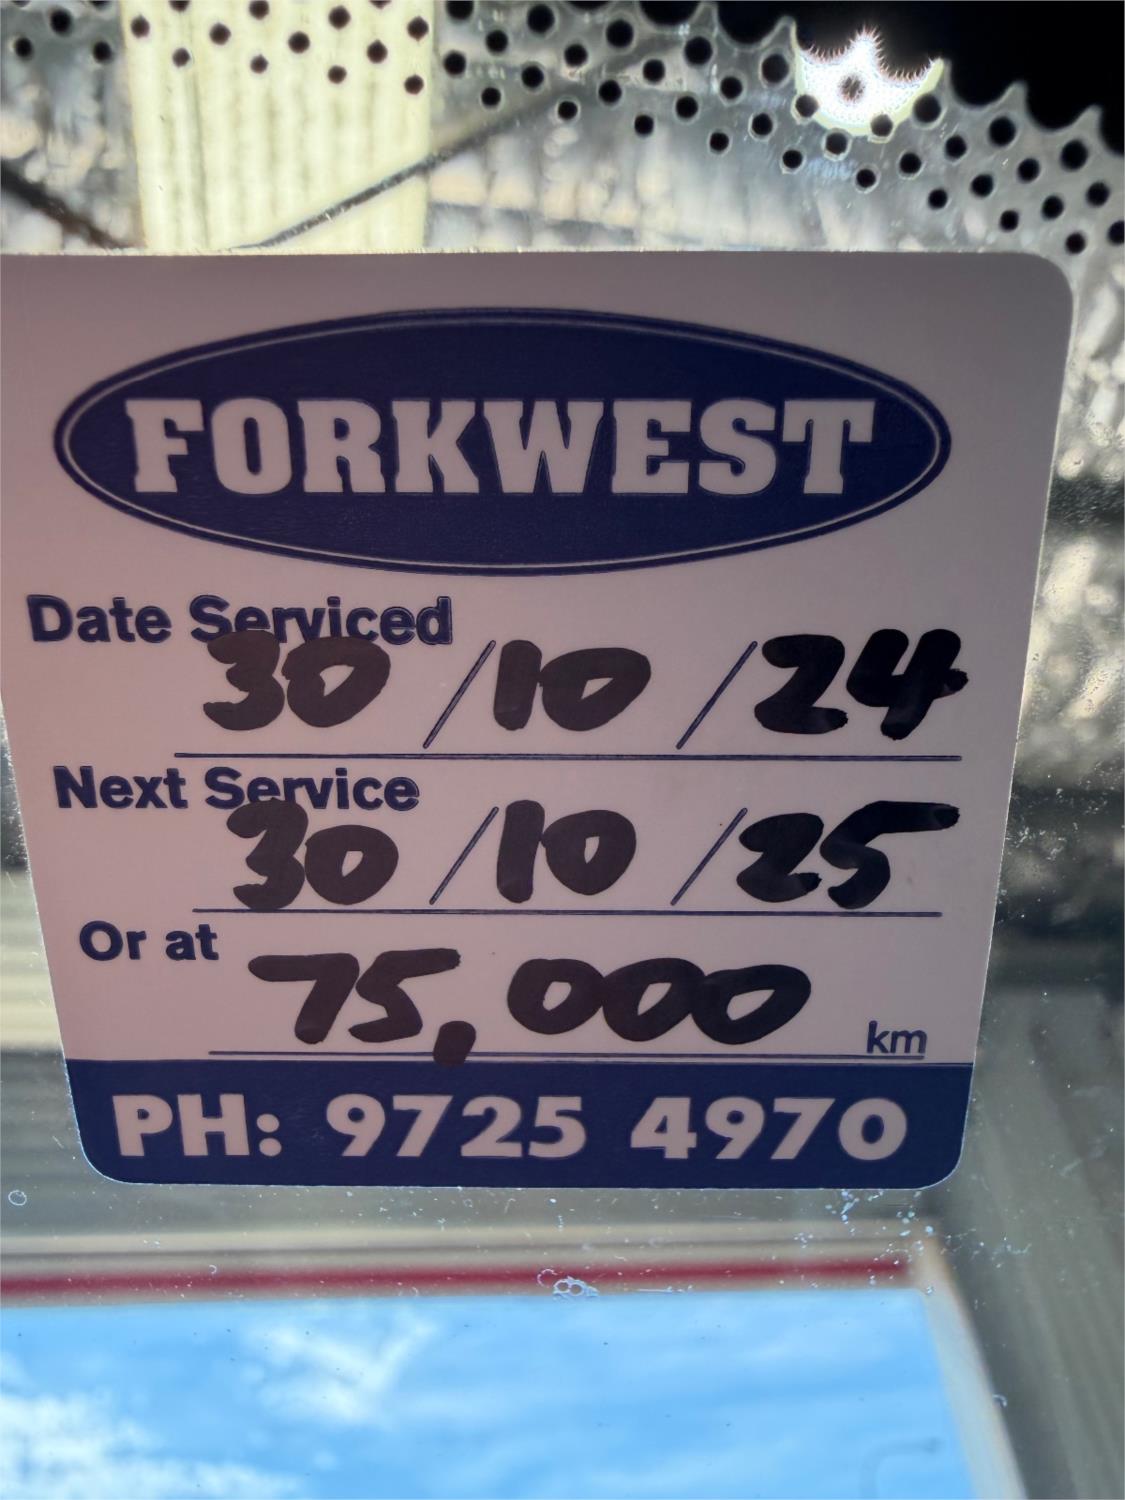 FORKWEST
Date Serviced
30/10/24
Next Service
30/10/25
Or at 75,000 km
PH: 9725 4970